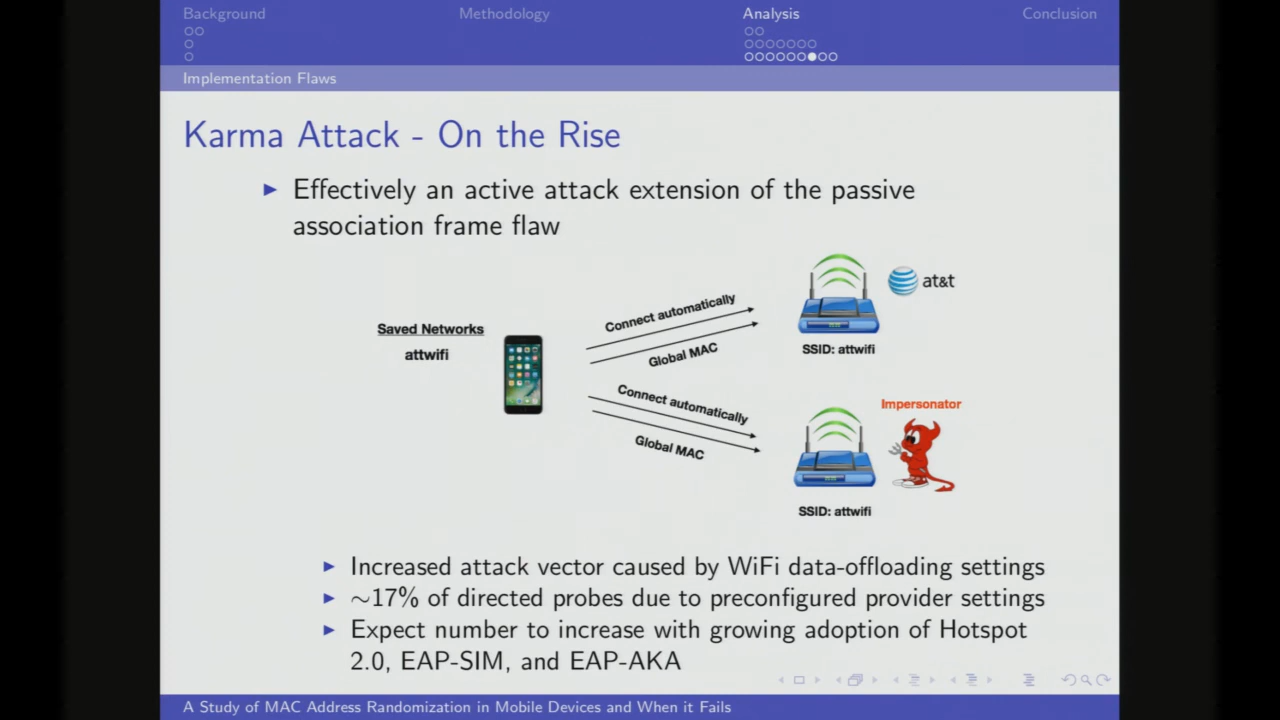 Background Methodology Analysis Conclusion
Implementation Flaws
Karma Attack - On the Rise
Effectively an active attack extension of the passive
association frame flaw
at&t
Connect automatically
Saved Networks
attwifi
Global MAC
SSID: attwifi
Connect automatically
Impersonator
Global MAC
SSID: attwifi
Increased attack vector caused by WiFi data-offloading settings
~17% of directed probes due to preconfigured provider settings
Expect number to increase with growing adoption of Hotspot
2.0, EAP-SIM, and EAP-AKA
A Study of MAC Address Randomization in Mobile Devices and When it Fails